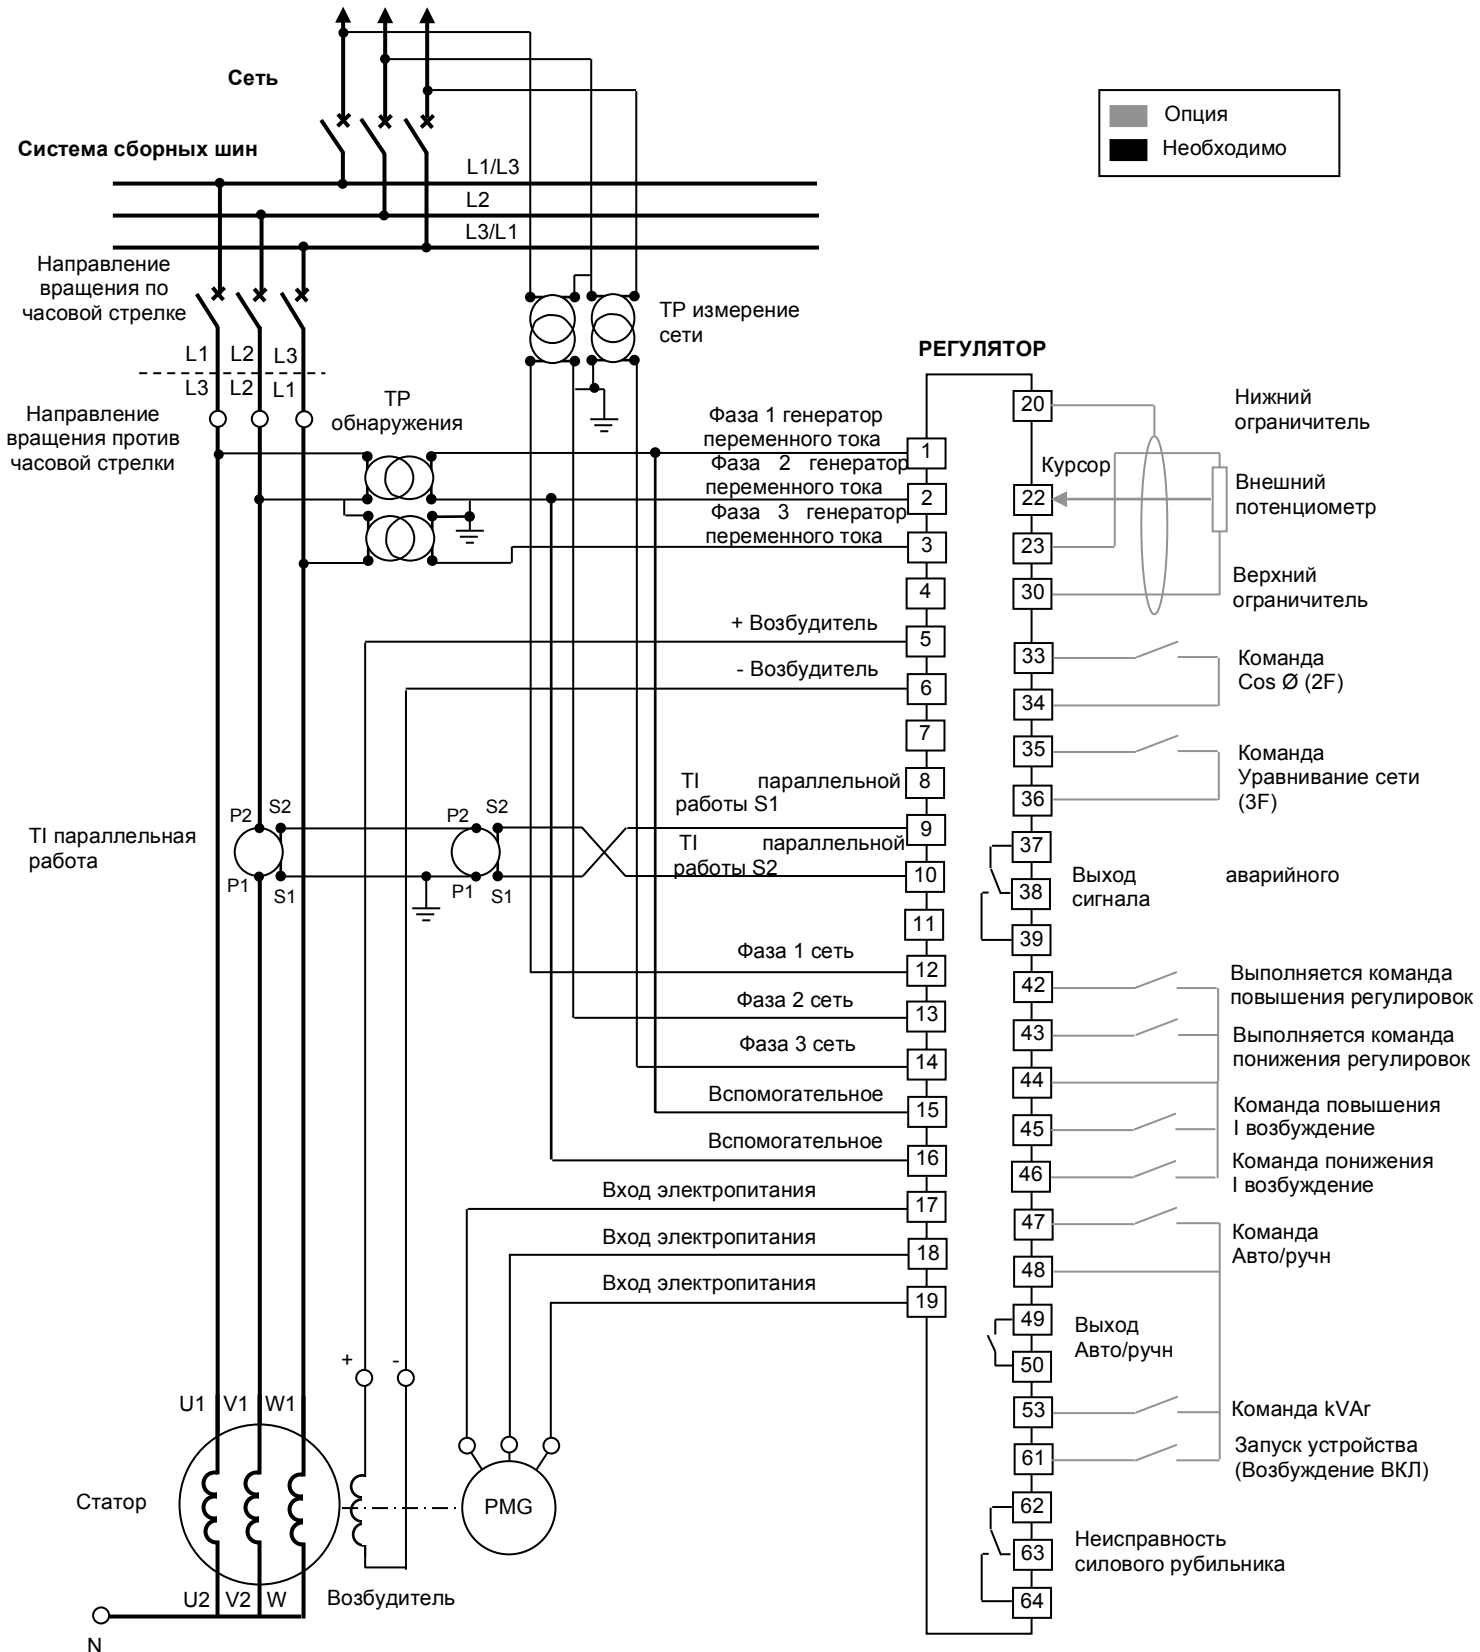 Сеть
Опция
Необходимо
Система сборных шин
L1/L3
L2
L3/L1
Направление
вращения по
часовой стрелке
ТР измерение
сети
L1 L2 L3
L3 L2 L1
Направление
вращения против
часовой стрелки
ТР
обнаружения
РЕГУЛЯТОР
Фаза 1 генератор
переменного тока
Фаза 2 генератор
переменного тока
Фаза 3 генератор
переменного тока
+ Возбудитель
- Возбудитель
TI параллельной
работы S1
TI параллельной
работы S2
TI параллельная
работа
P2 S2
P1 S1
P2 S2
P1 S1
Фаза 1 сеть
Фаза 2 сеть
Фаза 3 сеть
Вспомогательное
Вспомогательное
Вход электропитания
Вход электропитания
Вход электропитания
1
2
3
4
5
6
7
8
9
10
11
12
13
14
15
16
17
18
19
20
22
23
30
33
34
35
36
37
38
39
42
43
44
45
46
47
48
49
50
53
61
62
63
64
Нижний
ограничитель
Курсор
Внешний
потенциометр
Верхний
ограничитель
Команда
Cos Ø (2F)
Команда
Уравнивание сети
(3F)
Выход аварийного
сигнала
Выполняется команда
повышения регулировок
Выполняется команда
понижения регулировок
Команда повышения
I возбуждение
Команда понижения
I возбуждение
Команда
Авто/ручн
Выход
Авто/ручн
Команда kVAr
Запуск устройства
(Возбуждение ВКЛ)
Неисправность
силового рубильника
+ -
U1 V1 W1
Статор
PMG
U2 V2 W
Возбудитель
N